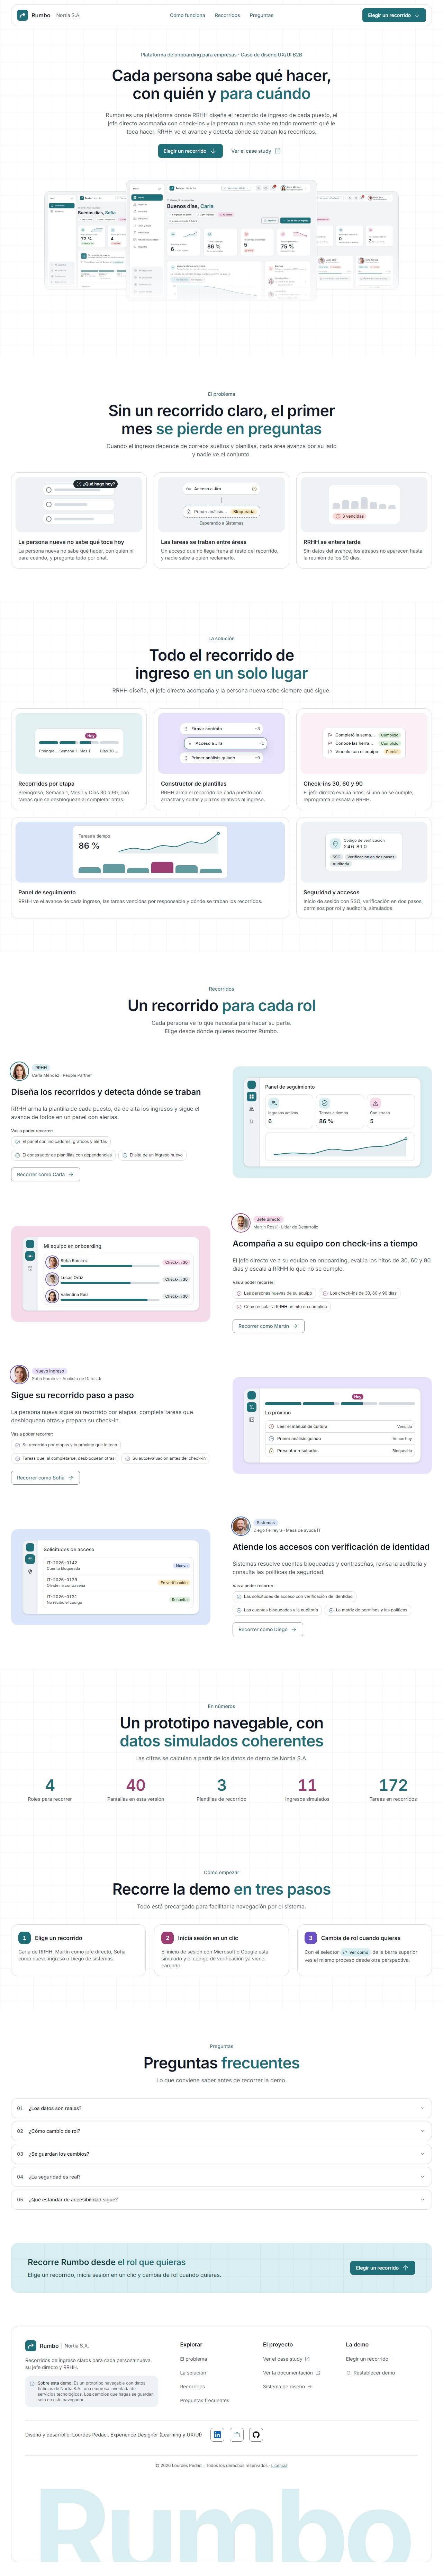 Rumbo | Nortia S.A.
Cómo funciona
Recorridos
Preguntas
Elegir un recorrido
Plataforma de onboarding para empresas · Caso de diseño UX/UI B2B
Cada persona sabe qué hacer,
con quién y para cuándo
Rumbo es una plataforma donde RRHH diseña el recorrido de ingreso de cada puesto, el
jefe directo acompaña con check-ins y la persona nueva sabe en todo momento qué le
toca hacer. RRHH ve el avance y detecta dónde se traban los recorridos.
Elegir un recorrido
Ver el case study
Buenos días, Sofía
72 %
4
Buenos días, Carla
6
86 %
5
75 %
El problema
Sin un recorrido claro, el primer
mes se pierde en preguntas
Cuando el ingreso depende de correos sueltos y planillas, cada área avanza por su lado
y nadie ve el conjunto.
¿Qué hago hoy?
La persona nueva no sabe qué toca hoy
La persona nueva no sabe qué hacer, con quién ni
para cuándo, y pregunta todo por chat.
Acceso a Jira
Primer análisis...
Bloqueada
Esperando a Sistemas
Las tareas se traban entre áreas
Un acceso que no llega frena el resto del recorrido,
y nadie sabe a quién reclamarlo.
3 vencidas
RRHH se entera tarde
Sin datos del avance, los atrasos no aparecen hasta
la reunión de los 90 días.
La solución
Todo el recorrido de
ingreso en un solo lugar
RRHH diseña, el jefe directo acompaña y la persona nueva sabe siempre qué sigue.
Hoy
Preingre...
Semana 1
Mes 1
Días 30 ...
Recorridos por etapa
Preingreso, Semana 1, Mes 1 y Días 30 a 90, con
tareas que se desbloquean al completar otras.
Firmar contrato
-3
Acceso a Jira
+1
Primer análisis guiado
+9
Constructor de plantillas
RRHH arma el recorrido de cada puesto con
arrastrar y soltar y plazos relativos al ingreso.
Completó la sema...
Cumplido
Conoce las herra...
Cumplido
Vínculo con el equipo
Parcial
Check-ins 30, 60 y 90
El jefe directo evalúa hitos; si uno no se cumple,
reprograma o escala a RRHH.
Tareas a tiempo
86 %
Panel de seguimiento
RRHH ve el avance de cada ingreso, las tareas vencidas por responsable y dónde se traban los recorridos.
Código de verificación
246 810
SSO
Verificación en dos pasos
Auditoría
Seguridad y accesos
Inicio de sesión con SSO, verificación en dos pasos,
permisos por rol y auditoría, simulados.
Recorridos
Un recorrido para cada rol
Cada persona ve lo que necesita para hacer su parte.
Elige desde dónde quieres recorrer Rumbo.
RRHH
Carla Méndez · People Partner
Diseña los recorridos y detecta dónde se traban
RRHH arma la plantilla de cada puesto, da de alta los ingresos y sigue el
avance de todos en un panel con alertas.
Vas a poder recorrer:
El panel con indicadores, gráficos y alertas
El constructor de plantillas con dependencias
El alta de un ingreso nuevo
Recorrer como Carla
Panel de seguimiento
Ingresos activos
6
Tareas a tiempo
86 %
Con atraso
5
Mi equipo en onboarding
Sofía Ramírez
Check-in 30
Lucas Ortiz
Check-in 30
Valentina Ruiz
Check-in 30
Jefe directo
Martín Rossi · Líder de Desarrollo
Acompaña a su equipo con check-ins a tiempo
El jefe directo ve a su equipo en onboarding, evalúa los hitos de 30, 60 y 90
días y escala a RRHH lo que no se cumple.
Vas a poder recorrer:
Las personas nuevas de su equipo
Los check-ins de 30, 60 y 90 días
Cómo escalar a RRHH un hito no cumplido
Recorrer como Martín
Nuevo ingreso
Sofía Ramírez · Analista de Datos Jr.
Sigue su recorrido paso a paso
La persona nueva sigue su recorrido por etapas, completa tareas que
desbloquean otras y prepara su check-in.
Vas a poder recorrer:
Su recorrido por etapas y lo próximo que le toca
Tareas que, al completarse, desbloquean otras
Su autoevaluación antes del check-in
Recorrer como Sofía
Hoy
Lo próximo
Leer el manual de cultura
Vencida
Primer análisis guiado
Vence hoy
Presentar resultados
Bloqueada
Solicitudes de acceso
IT-2026-0142
Cuenta bloqueada
Nueva
IT-2026-0139
Olvidé mi contraseña
En verificación
IT-2026-0131
No recibo el código
Resuelta
Sistemas
Diego Ferreyra · Mesa de ayuda IT
Atiende los accesos con verificación de identidad
Sistemas resuelve cuentas bloqueadas y contraseñas, revisa la auditoría y
consulta las políticas de seguridad.
Vas a poder recorrer:
Las solicitudes de acceso con verificación de identidad
Las cuentas bloqueadas y la auditoría
La matriz de permisos y las políticas
Recorrer como Diego
En números
Un prototipo navegable, con
datos simulados coherentes
Las cifras se calculan a partir de los datos de demo de Nortia S.A.
4
Roles para recorrer
40
Pantallas en esta versión
3
Plantillas de recorrido
11
Ingresos simulados
172
Tareas en recorridos
Cómo empezar
Recorre la demo en tres pasos
Todo está precargado para facilitar la navegación por el sistema.
1
Elige un recorrido
Carla de RRHH, Martín como jefe directo, Sofía
como nuevo ingreso o Diego de sistemas.
2
Inicia sesión en un clic
El inicio de sesión con Microsoft o Google está
simulado y el código de verificación ya viene
cargado.
3
Cambia de rol cuando quieras
Con el selector Ver como de la barra superior
ves el mismo proceso desde otra perspectiva.
Preguntas
Preguntas frecuentes
Lo que conviene saber antes de recorrer la demo.
01 ¿Los datos son reales?
02 ¿Cómo cambio de rol?
03 ¿Se guardan los cambios?
04 ¿La seguridad es real?
05 ¿Qué estándar de accesibilidad sigue?
Recorre Rumbo desde el rol que quieras
Elige un recorrido, inicia sesión en un clic y cambia de rol cuando quieras.
Elegir un recorrido
Rumbo | Nortia S.A.
Recorridos de ingreso claros para cada persona nueva,
su jefe directo y RRHH.
Sobre esta demo: Es un prototipo navegable con datos
ficticios de Nortia S.A., una empresa inventada de
servicios tecnológicos. Los cambios que hagas se guardan
solo en este navegador.
Explorar
El problema
La solución
Recorridos
Preguntas frecuentes
El proyecto
Ver el case study
Ver la documentación
Sistema de diseño
La demo
Elegir un recorrido
Restablecer demo
Diseño y desarrollo: Lourdes Pedaci, Experience Designer (Learning y UX/UI)
© 2026 Lourdes Pedaci · Todos los derechos reservados · Licencia
Rumbo